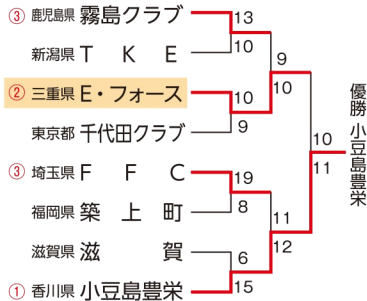 ③ 鹿児島県 霧島クラブ 13
新潟県 TKE 10
9
② 三重県 E・フォース 10
10
東京都 千代田クラブ 9
10
優勝 小豆島豊栄
11
③ 埼玉県 FFC 19
福岡県 築上町 8
11
滋賀県 滋賀 6
12
① 香川県 小豆島豊栄 15